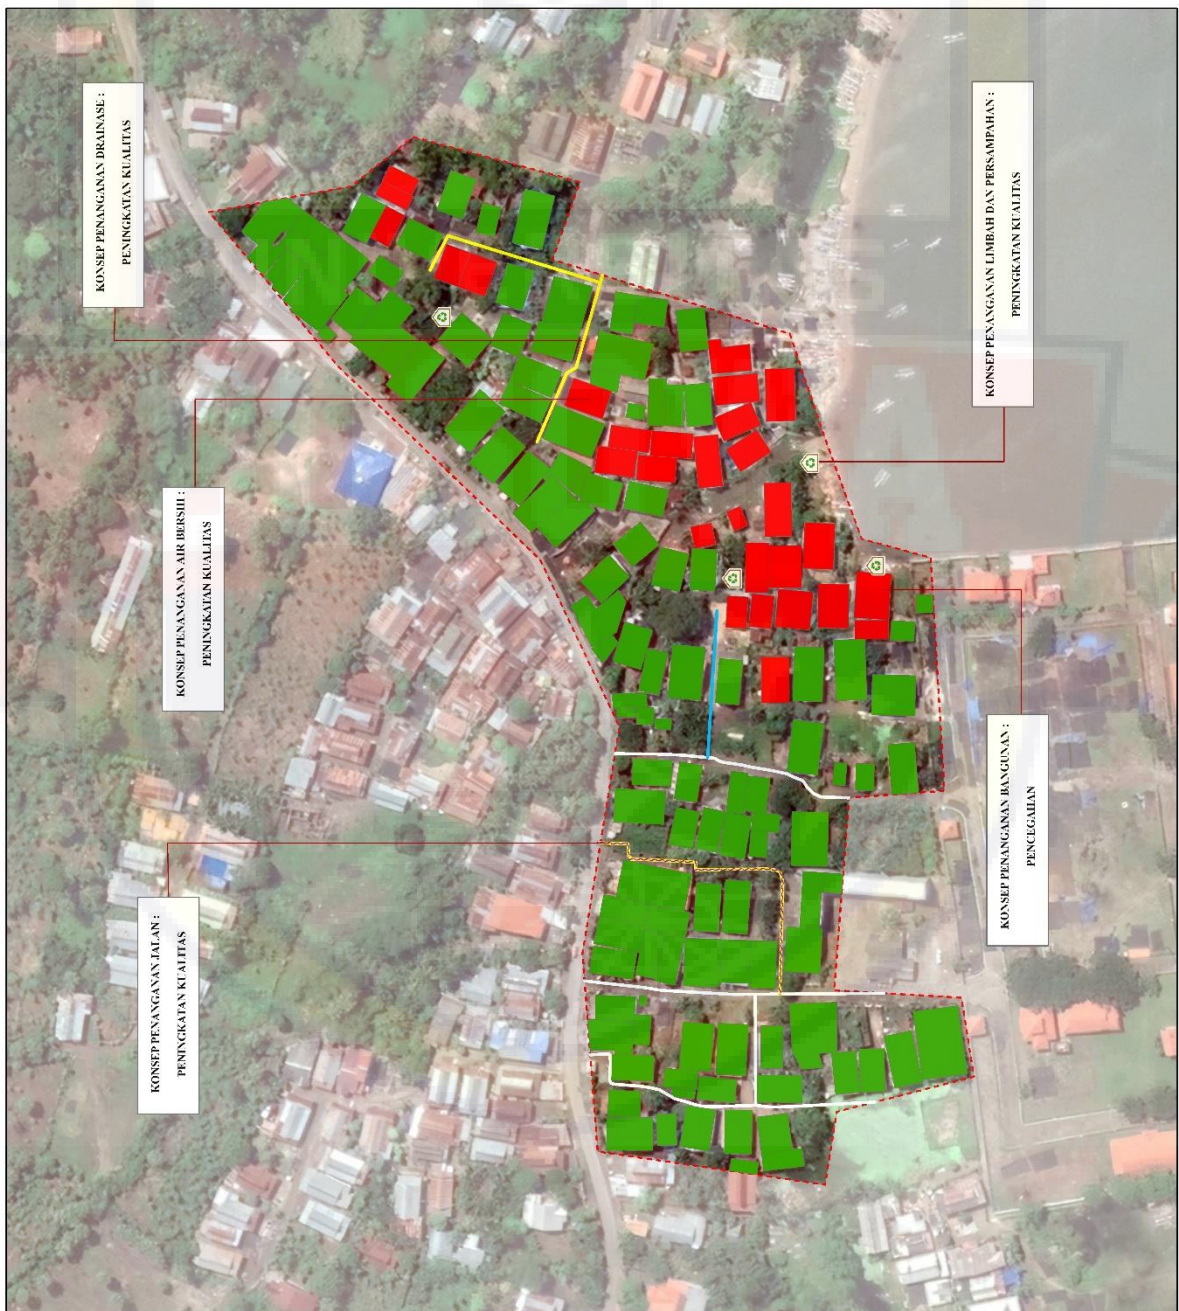 KONSEP PENANGANAN DRAINASE :
PENINGKATAN KUALITAS
KONSEP PENANGANAN LIMBAH DAN PERSAMPAHAN :
PENINGKATAN KUALITAS
KONSEP PENANGANAN AIR BERSIH :
PENINGKATAN KUALITAS
KONSEP PENANGANAN BANGUNAN :
PENCEGAHAN
KONSEP PENANGANAN JALAN :
PENINGKATAN KUALITAS